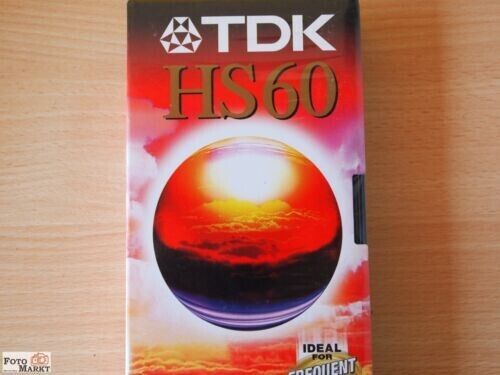 TDK
HS60
IDEAL
FOR
FREQUENT
FOTO
MARKT